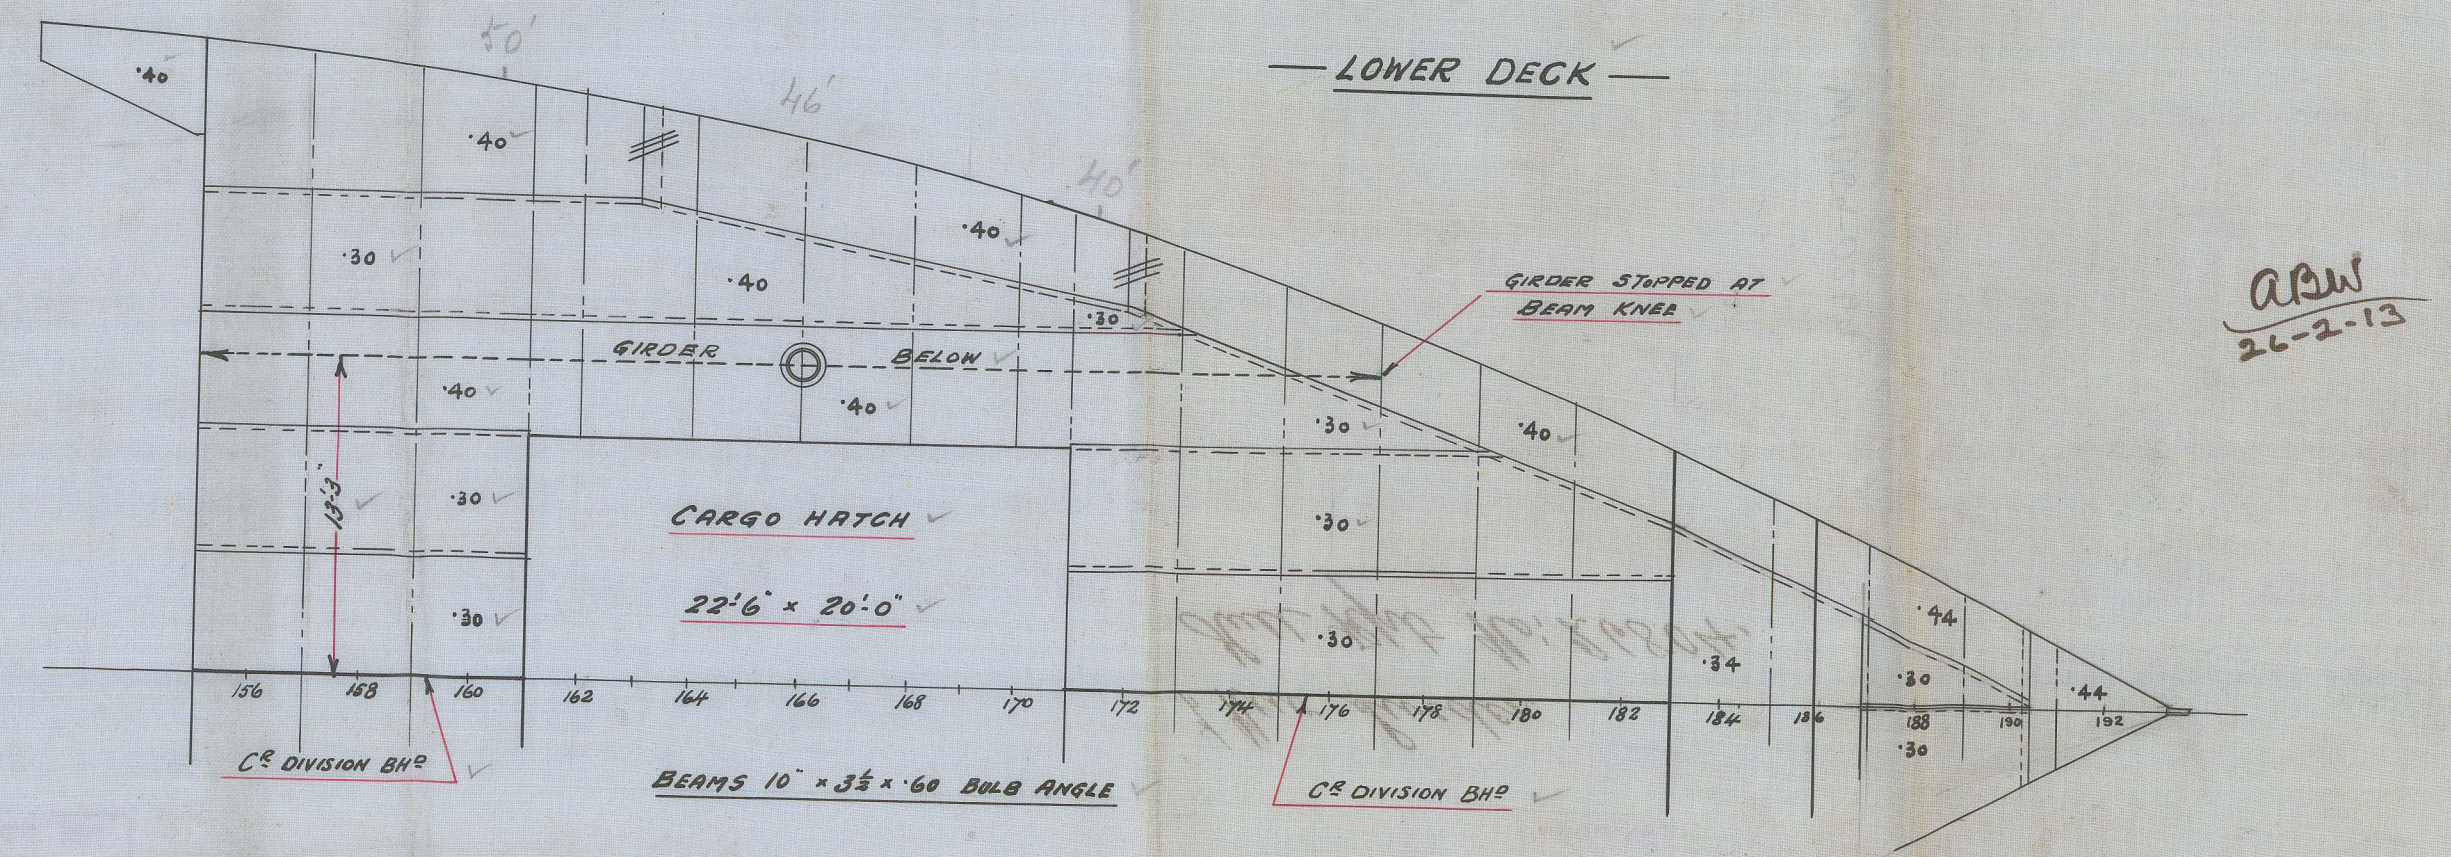 — LOWER DECK —
50'
46'
40'
·40
·40
·40
·30
·40
·30
GIRDER STOPPED AT
BEAM KNEE
ABW
26-2-13
GIRDER BELOW
·40
·40
·30
·40
13'-3"
·30
CARGO HATCH
·30
22'-6" × 20'-0"
·30
·30
·34
·44
·30
·44
156 158 160 162 164 166 168 170 172 174 176 178 180 182 184 186 188 190 192
·30
Cᴿ DIVISION BHᴰ
BEAMS 10" × 3½ × ·60 BULB ANGLE
Cᴿ DIVISION BHᴰ